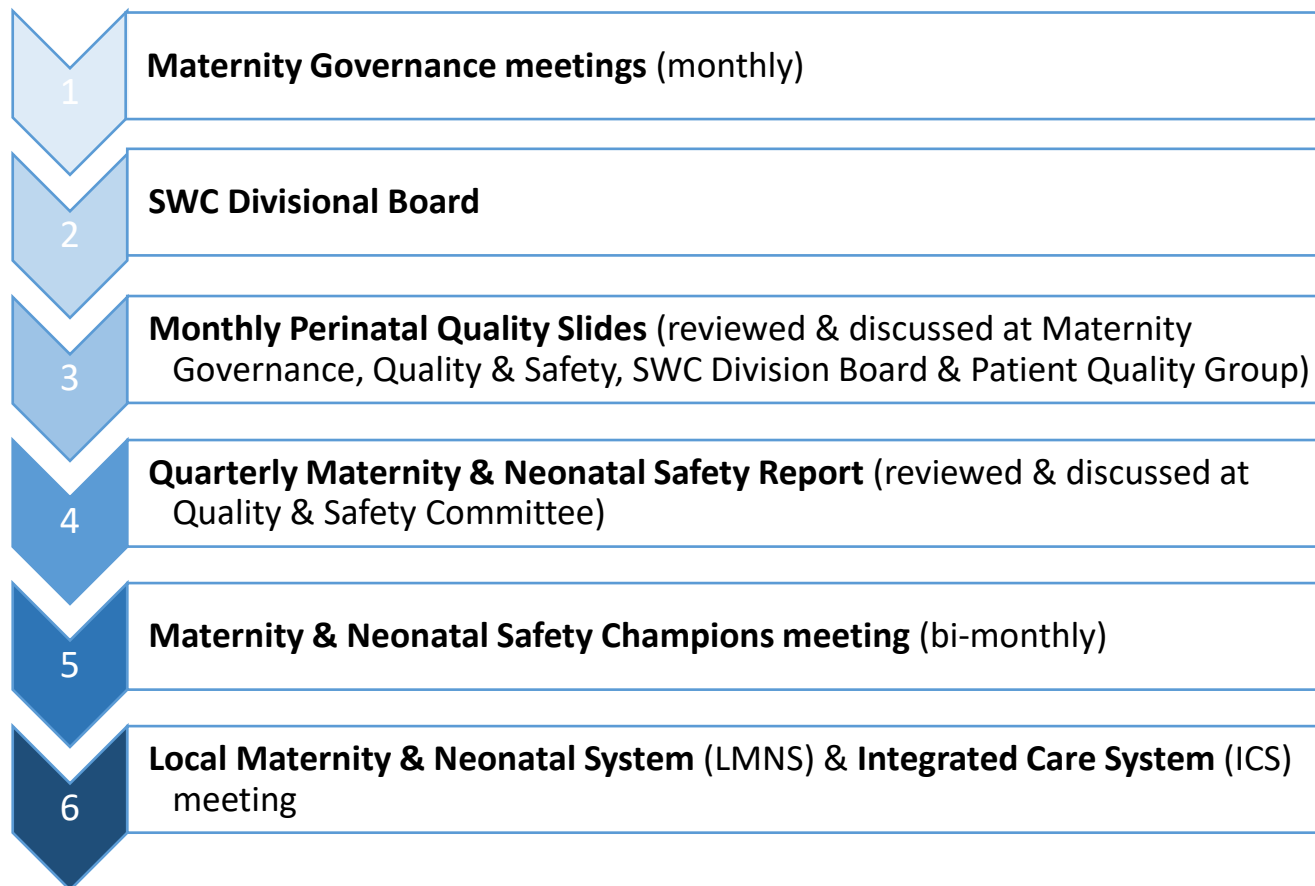 1
Maternity Governance meetings (monthly)
2
SWC Divisional Board
3
Monthly Perinatal Quality Slides (reviewed & discussed at Maternity
Governance, Quality & Safety, SWC Division Board & Patient Quality Group)
4
Quarterly Maternity & Neonatal Safety Report (reviewed & discussed at
Quality & Safety Committee)
5
Maternity & Neonatal Safety Champions meeting (bi-monthly)
6
Local Maternity & Neonatal System (LMNS) & Integrated Care System (ICS)
meeting